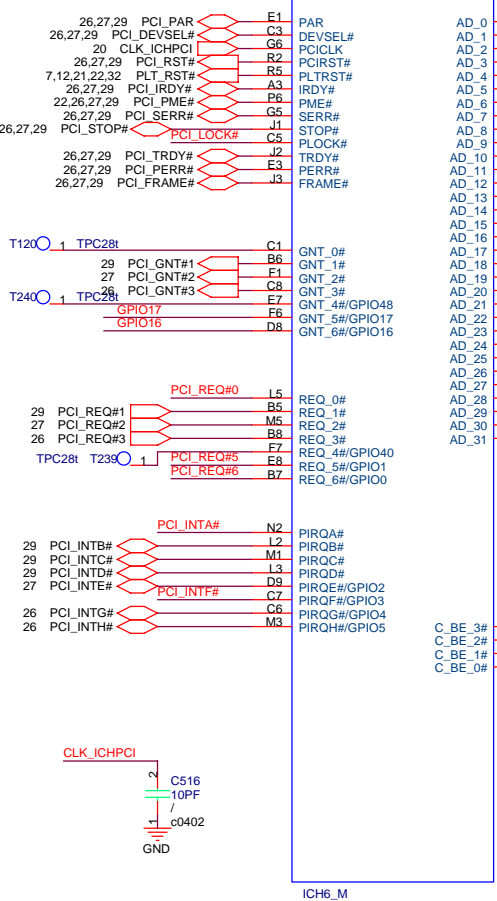 26,27,29 PCI_PAR E1 PAR AD_0
26,27,29 PCI_DEVSEL# C3 DEVSEL# AD_1
20 CLK_ICHPCI G6 PCICLK AD_2
26,27,29 PCI_RST# R2 PCIRST# AD_3
7,12,21,22,32 PLT_RST# R5 PLTRST# AD_4
26,27,29 PCI_IRDY# A3 IRDY# AD_5
22,26,27,29 PCI_PME# P6 PME# AD_6
26,27,29 PCI_SERR# G5 SERR# AD_7
26,27,29 PCI_STOP# J1 STOP# AD_8
PCI_LOCK# C5 PLOCK# AD_9
26,27,29 PCI_TRDY# J2 TRDY# AD_10
26,27,29 PCI_PERR# E3 PERR# AD_11
26,27,29 PCI_FRAME# J3 FRAME# AD_12
AD_13
AD_14
AD_15
AD_16
T120 1 TPC28t C1 GNT_0# AD_17
29 PCI_GNT#1 B6 GNT_1# AD_18
27 PCI_GNT#2 F1 GNT_2# AD_19
26 PCI_GNT#3 C8 GNT_3# AD_20
T240 1 TPC28t E7 GNT_4#/GPIO48 AD_21
GPIO17 F6 GNT_5#/GPIO17 AD_22
GPIO16 D8 GNT_6#/GPIO16 AD_23
AD_24
AD_25
AD_26
AD_27
PCI_REQ#0 L5 REQ_0# AD_28
29 PCI_REQ#1 B5 REQ_1# AD_29
27 PCI_REQ#2 M5 REQ_2# AD_30
26 PCI_REQ#3 B8 REQ_3# AD_31
TPC28t T239 1 F7 REQ_4#/GPIO40
PCI_REQ#5 E8 REQ_5#/GPIO1
PCI_REQ#6 B7 REQ_6#/GPIO0
PCI_INTA# N2 PIRQA#
29 PCI_INTB# L2 PIRQB#
29 PCI_INTC# M1 PIRQC#
29 PCI_INTD# L3 PIRQD#
27 PCI_INTE# D9 PIRQE#/GPIO2
PCI_INTF# C7 PIRQF#/GPIO3
26 PCI_INTG# C6 PIRQG#/GPIO4
26 PCI_INTH# M3 PIRQH#/GPIO5 C_BE_3#
C_BE_2#
C_BE_1#
C_BE_0#
CLK_ICHPCI
2 C516
10PF
/
1 c0402
GND
ICH6_M